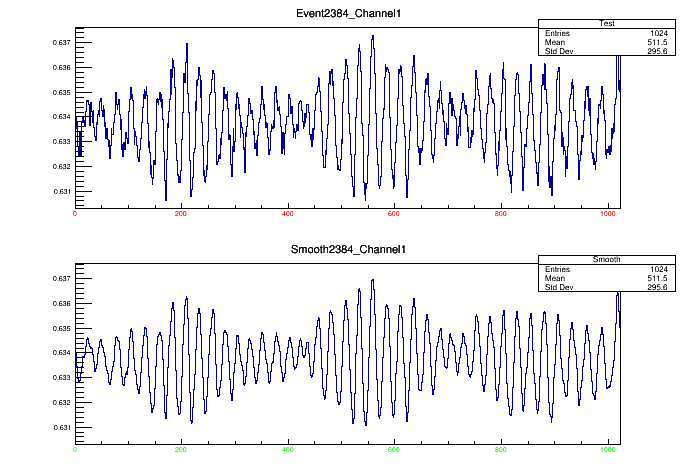 Event2384_Channel1
Test
Entries 1024
Mean 511.5
Std Dev 295.6
0.637
0.636
0.635
0.634
0.633
0.632
0.631
0 200 400 600 800 1000
Smooth2384_Channel1
Smooth
Entries 1024
Mean 511.5
Std Dev 295.6
0.637
0.636
0.635
0.634
0.633
0.632
0.631
0 200 400 600 800 1000